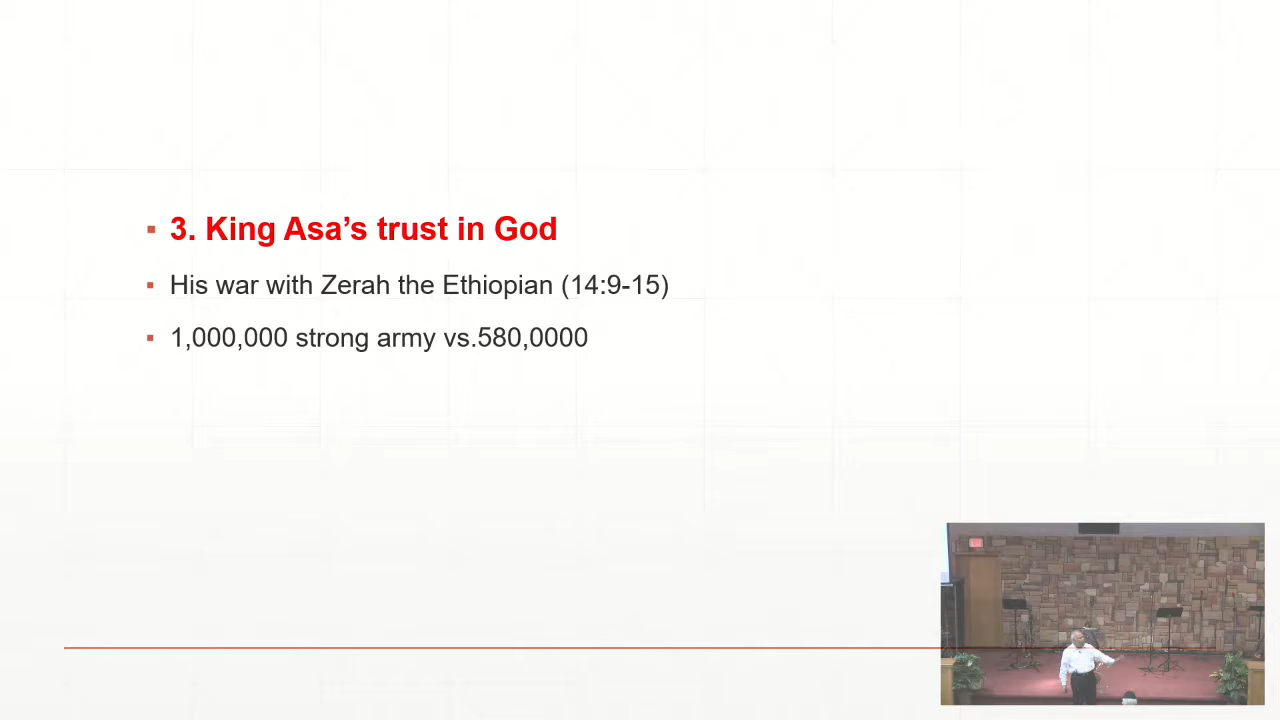 ▪ 3. King Asa’s trust in God
▪ His war with Zerah the Ethiopian (14:9-15)
▪ 1,000,000 strong army vs.580,0000